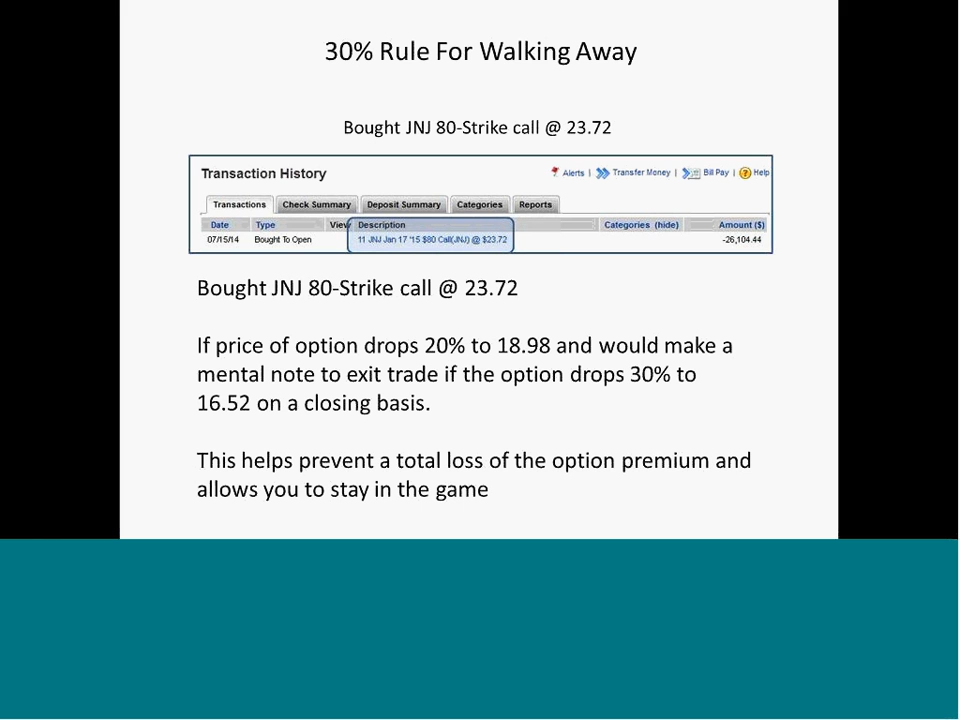 30% Rule For Walking Away
Bought JNJ 80-Strike call @ 23.72
Transaction History
Alerts | Transfer Money | Bill Pay | Help
Transactions Check Summary Deposit Summary Categories Reports
Date Type View Description Categories (hide) Amount ($)
07/15/14 Bought To Open 11 JNJ Jan 17 '15 $80 Call(JNJ) @ $23.72 -26,104.44
Bought JNJ 80-Strike call @ 23.72
If price of option drops 20% to 18.98 and would make a
mental note to exit trade if the option drops 30% to
16.52 on a closing basis.
This helps prevent a total loss of the option premium and
allows you to stay in the game